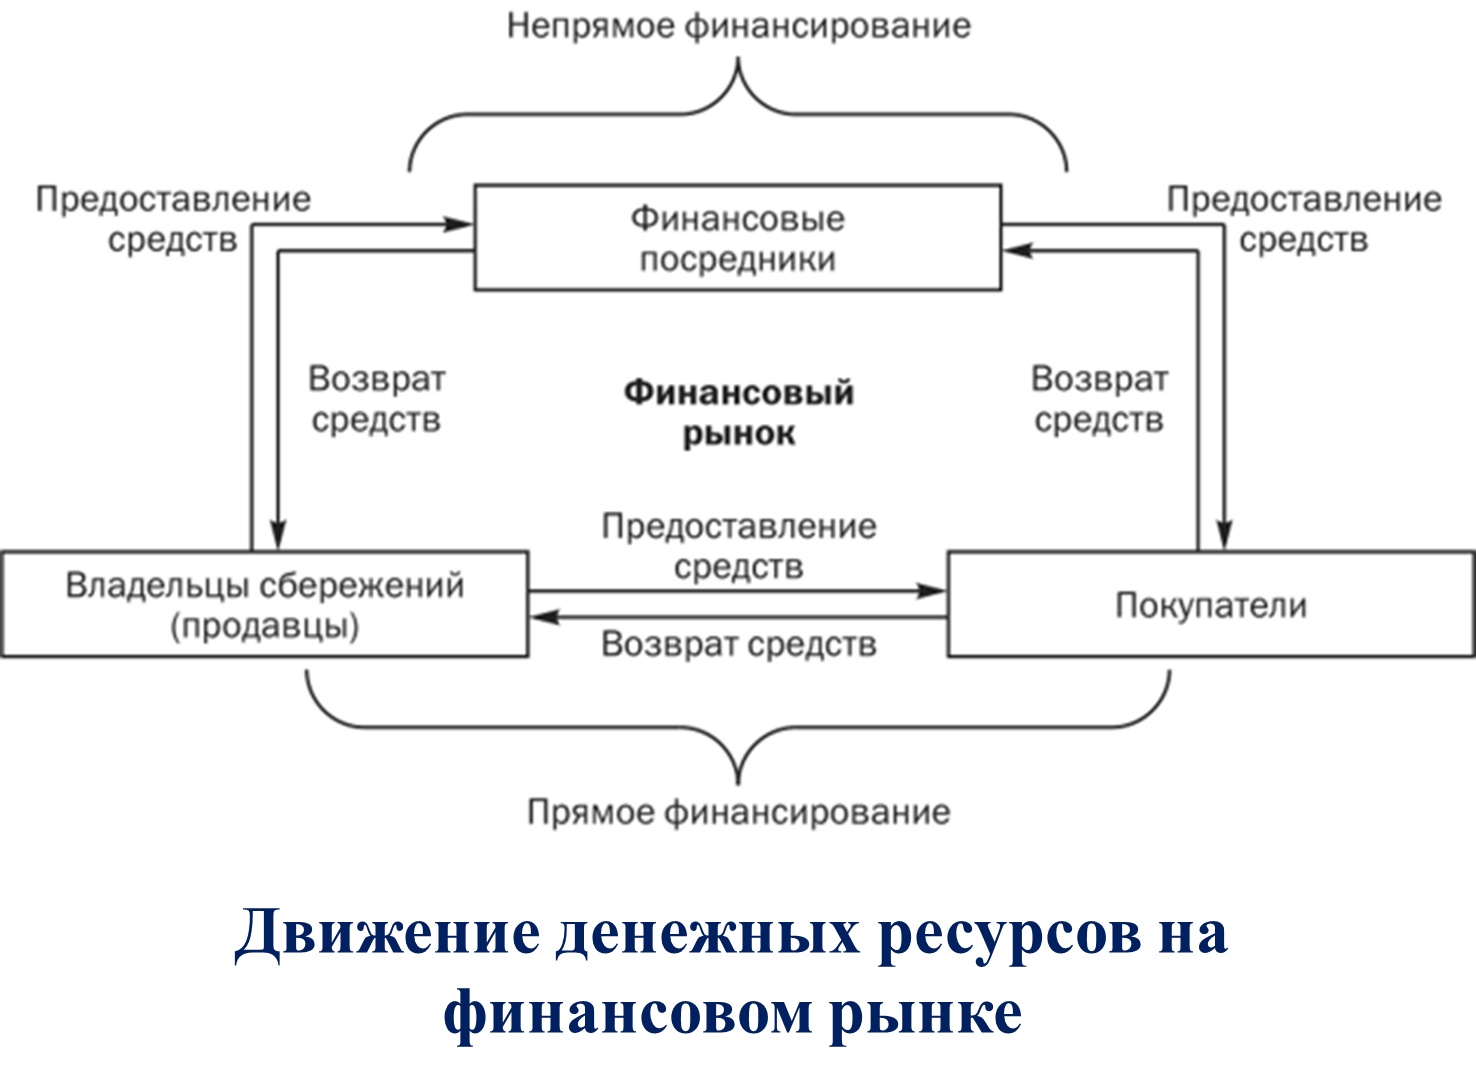 Непрямое финансирование
Предоставление
средств
Финансовые
посредники
Предоставление
средств
Возврат
средств
Финансовый
рынок
Возврат
средств
Предоставление
средств
Владельцы сбережений
(продавцы)
Покупатели
Возврат средств
Прямое финансирование
Движение денежных ресурсов на
финансовом рынке